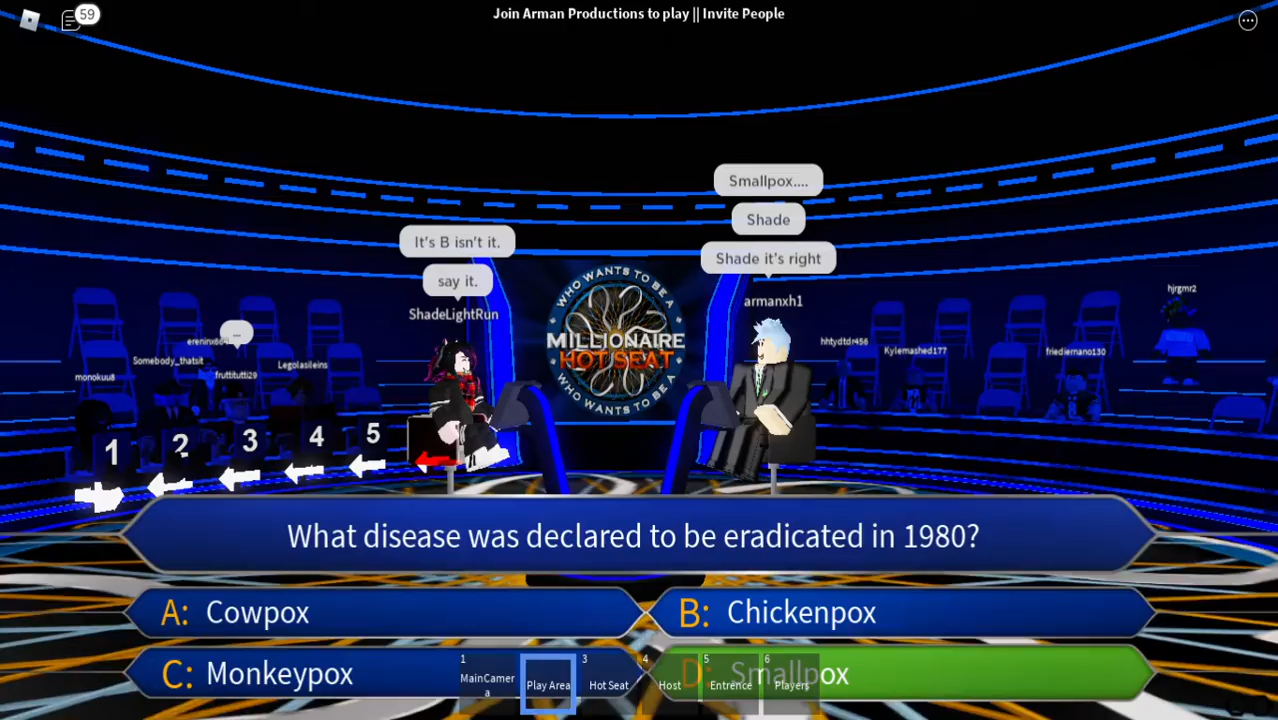 59
Join Arman Productions to play || Invite People
Smallpox....
Shade
Shade it's right
It's B isn't it.
say it.
armanxh1
ShadeLightRun
hjrgmr2
Somebody_thatsit
monokuu8
fruttitutti29
Legolasileins
hhtydtdr456
Kylemashed177
friediernano130
WHO WANTS TO BE A
MILLIONAIRE
HOT SEAT
WHO WANTS TO BE A
1 2 3 4 5
What disease was declared to be eradicated in 1980?
A: Cowpox
B: Chickenpox
C: Monkeypox
D: Smallpox
1 MainCamera
Play Area
3 Hot Seat
4 Host
5 Entrence
6 Players